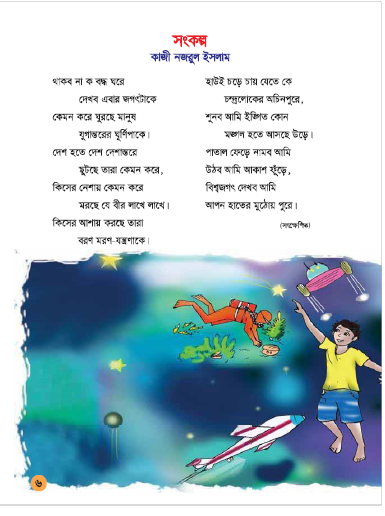 সংকল্প
কাজী নজরুল ইসলাম
থাকব না ক বদ্ধ ঘরে
দেখব এবার জগৎটাকে
কেমন করে ঘুরছে মানুষ
যুগান্তরের ঘূর্ণিপাকে।
দেশ হতে দেশ দেশান্তরে
ছুটছে তারা কেমন করে,
কিসের নেশায় কেমন করে
মরছে যে বীর লাখে লাখে।
কিসের আশায় করছে তারা
বরণ মরণ-যন্ত্রণাকে।
হাউই চড়ে চায় যেতে কে
চন্দ্রলোকের অচিনপুরে,
শুনব আমি ইঙ্গিত কোন
মঙ্গল হতে আসছে উড়ে।
পাতাল ফেড়ে নামব আমি
উঠব আমি আকাশ ফুঁড়ে,
বিশ্বজগৎ দেখব আমি
আপন হাতের মুঠোয় পুরে।
(সংক্ষেপিত)
৬